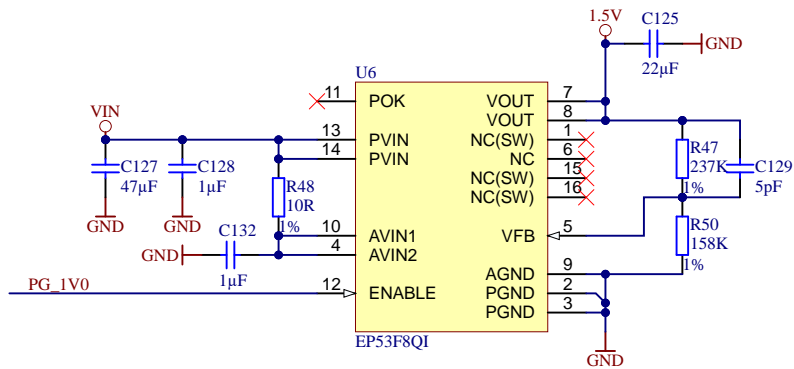 1.5V
C125
22µF
GND
U6
11
POK
VOUT
7
VOUT
8
VIN
13
PVIN
NC(SW)
1
14
PVIN
NC
6
NC(SW)
15
NC(SW)
16
C127
47µF
C128
1µF
R48
10R
1%
R47
237K
1%
C129
5pF
GND
GND
10
AVIN1
VFB
5
4
AVIN2
R50
158K
1%
GND
C132
1µF
AGND
9
PG_1V0
12
ENABLE
PGND
2
PGND
3
EP53F8QI
GND